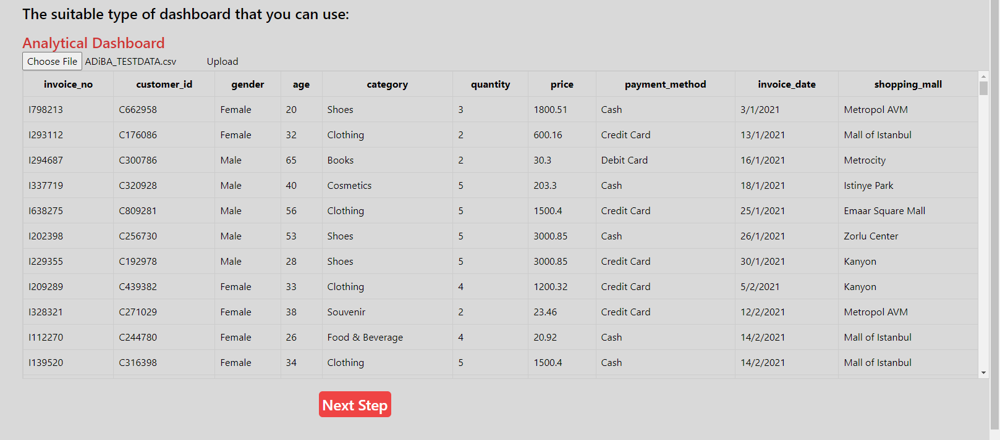 The suitable type of dashboard that you can use:
Analytical Dashboard
Choose File ADiBA_TESTDATA.csv Upload
invoice_no customer_id gender age category quantity price payment_method invoice_date shopping_mall
I798213 C662958 Female 20 Shoes 3 1800.51 Cash 3/1/2021 Metropol AVM
I293112 C176086 Female 32 Clothing 2 600.16 Credit Card 13/1/2021 Mall of Istanbul
I294687 C300786 Male 65 Books 2 30.3 Debit Card 16/1/2021 Metrocity
I337719 C320928 Male 40 Cosmetics 5 203.3 Cash 18/1/2021 Istinye Park
I638275 C809281 Male 56 Clothing 5 1500.4 Credit Card 25/1/2021 Emaar Square Mall
I202398 C256730 Male 53 Shoes 5 3000.85 Cash 26/1/2021 Zorlu Center
I229355 C192978 Male 28 Shoes 5 3000.85 Credit Card 30/1/2021 Kanyon
I209289 C439382 Female 33 Clothing 4 1200.32 Credit Card 5/2/2021 Kanyon
I328321 C271029 Female 38 Souvenir 2 23.46 Credit Card 12/2/2021 Metropol AVM
I112270 C244780 Female 26 Food & Beverage 4 20.92 Cash 14/2/2021 Mall of Istanbul
I139520 C316398 Female 34 Clothing 5 1500.4 Cash 14/2/2021 Mall of Istanbul
Next Step